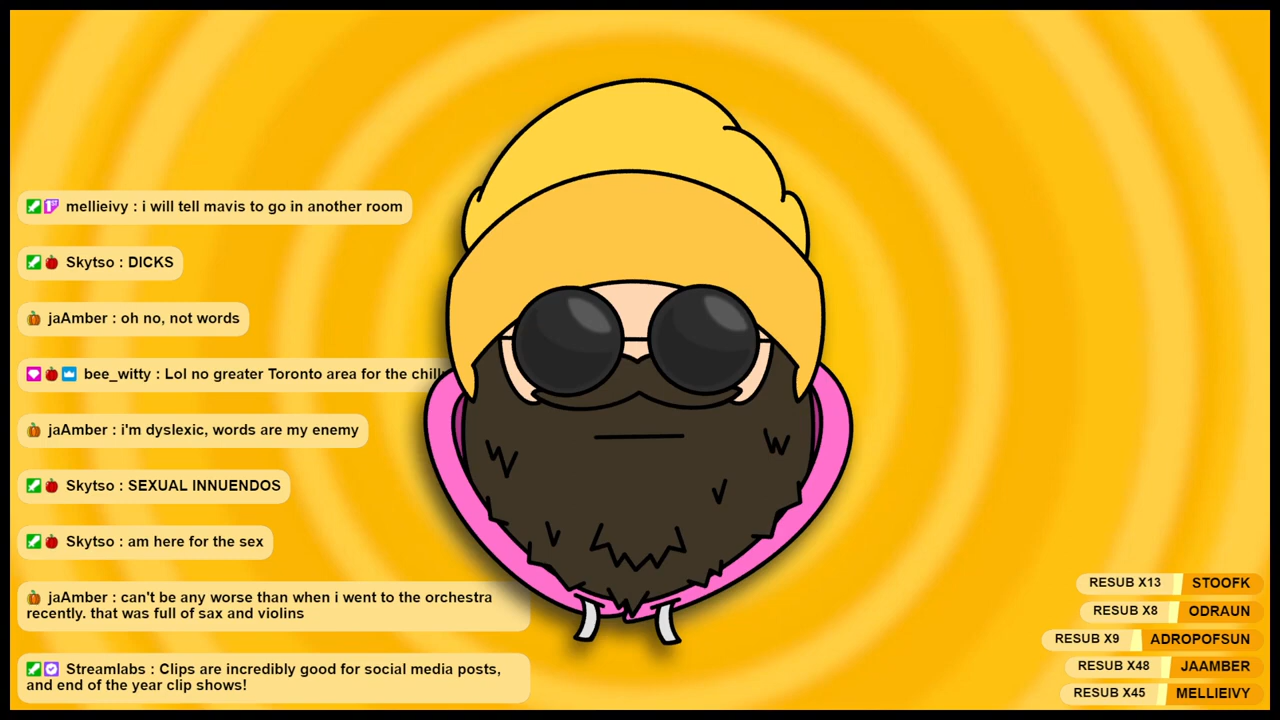 mellieivy : i will tell mavis to go in another room
Skytso : DICKS
jaAmber : oh no, not words
bee_witty : Lol no greater Toronto area for the
jaAmber : i'm dyslexic, words are my enemy
Skytso : SEXUAL INNUENDOS
Skytso : am here for the sex
jaAmber : can't be any worse than when i went to the orchestra
recently. that was full of sax and violins
Streamlabs : Clips are incredibly good for social media posts,
and end of the year clip shows!
RESUB X13 STOOFK
RESUB X8 ODRAUN
RESUB X9 ADROPOFSUN
RESUB X48 JAAMBER
RESUB X45 MELLIEIVY